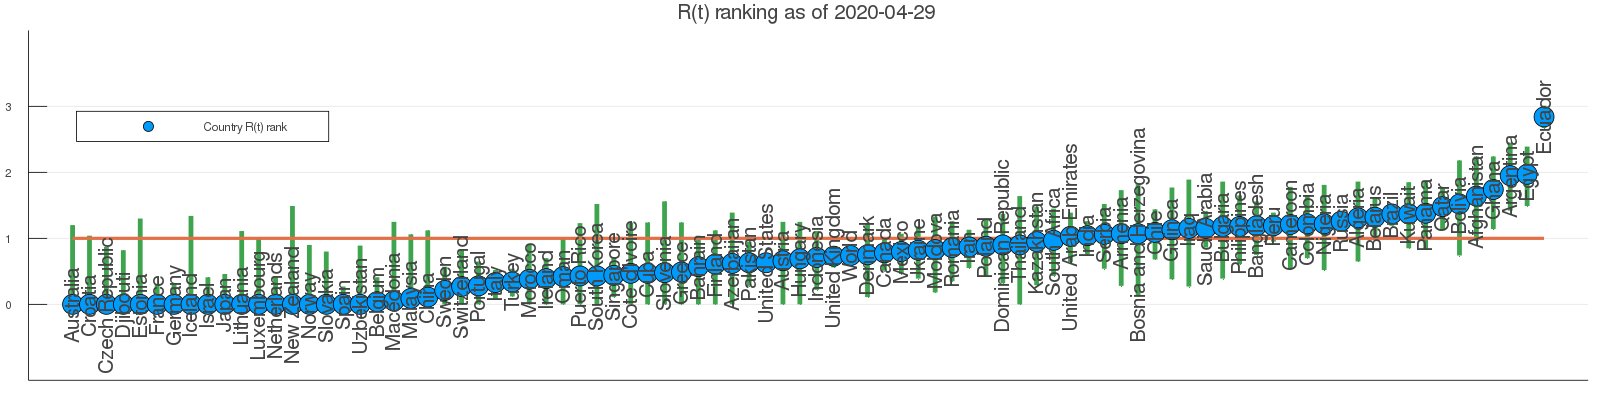 R(t) ranking as of 2020-04-29
3
2
1
0
Country R(t) rank
Australia
Croatia
Czech Republic
Djibouti
Estonia
France
Germany
Iceland
Israel
Japan
Lithuania
Luxembourg
Netherlands
New Zealand
Norway
Slovakia
Spain
Uzbekistan
Belgium
Macedonia
Malaysia
China
Sweden
Switzerland
Portugal
Italy
Turkey
Morocco
Ireland
Oman
Puerto Rico
South Korea
Singapore
Cote d'Ivoire
Cuba
Slovenia
Greece
Bahrain
Finland
Azerbaijan
Pakistan
United States
Austria
Hungary
Indonesia
United Kingdom
World
Denmark
Canada
Mexico
Ukraine
Moldova
Romania
Iraq
Poland
Dominican Republic
Thailand
Kazakhstan
South Africa
United Arab Emirates
Iran
Serbia
Armenia
Bosnia and Herzegovina
Chile
Guinea
India
Saudi Arabia
Bulgaria
Philippines
Bangladesh
Peru
Cameroon
Colombia
Nigeria
Russia
Algeria
Belarus
Brazil
Kuwait
Panama
Qatar
Bolivia
Afghanistan
Ghana
Argentina
Egypt
Ecuador